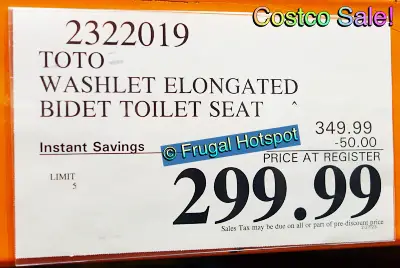 Costco Sale!
2322019
TOTO
WASHLET ELONGATED
BIDET TOILET SEAT ^
349.99
Instant Savings -50.00
© Frugal Hotspot
PRICE AT REGISTER
LIMIT
5
299.99
Sales Tax may be due on all or part of pre discount price